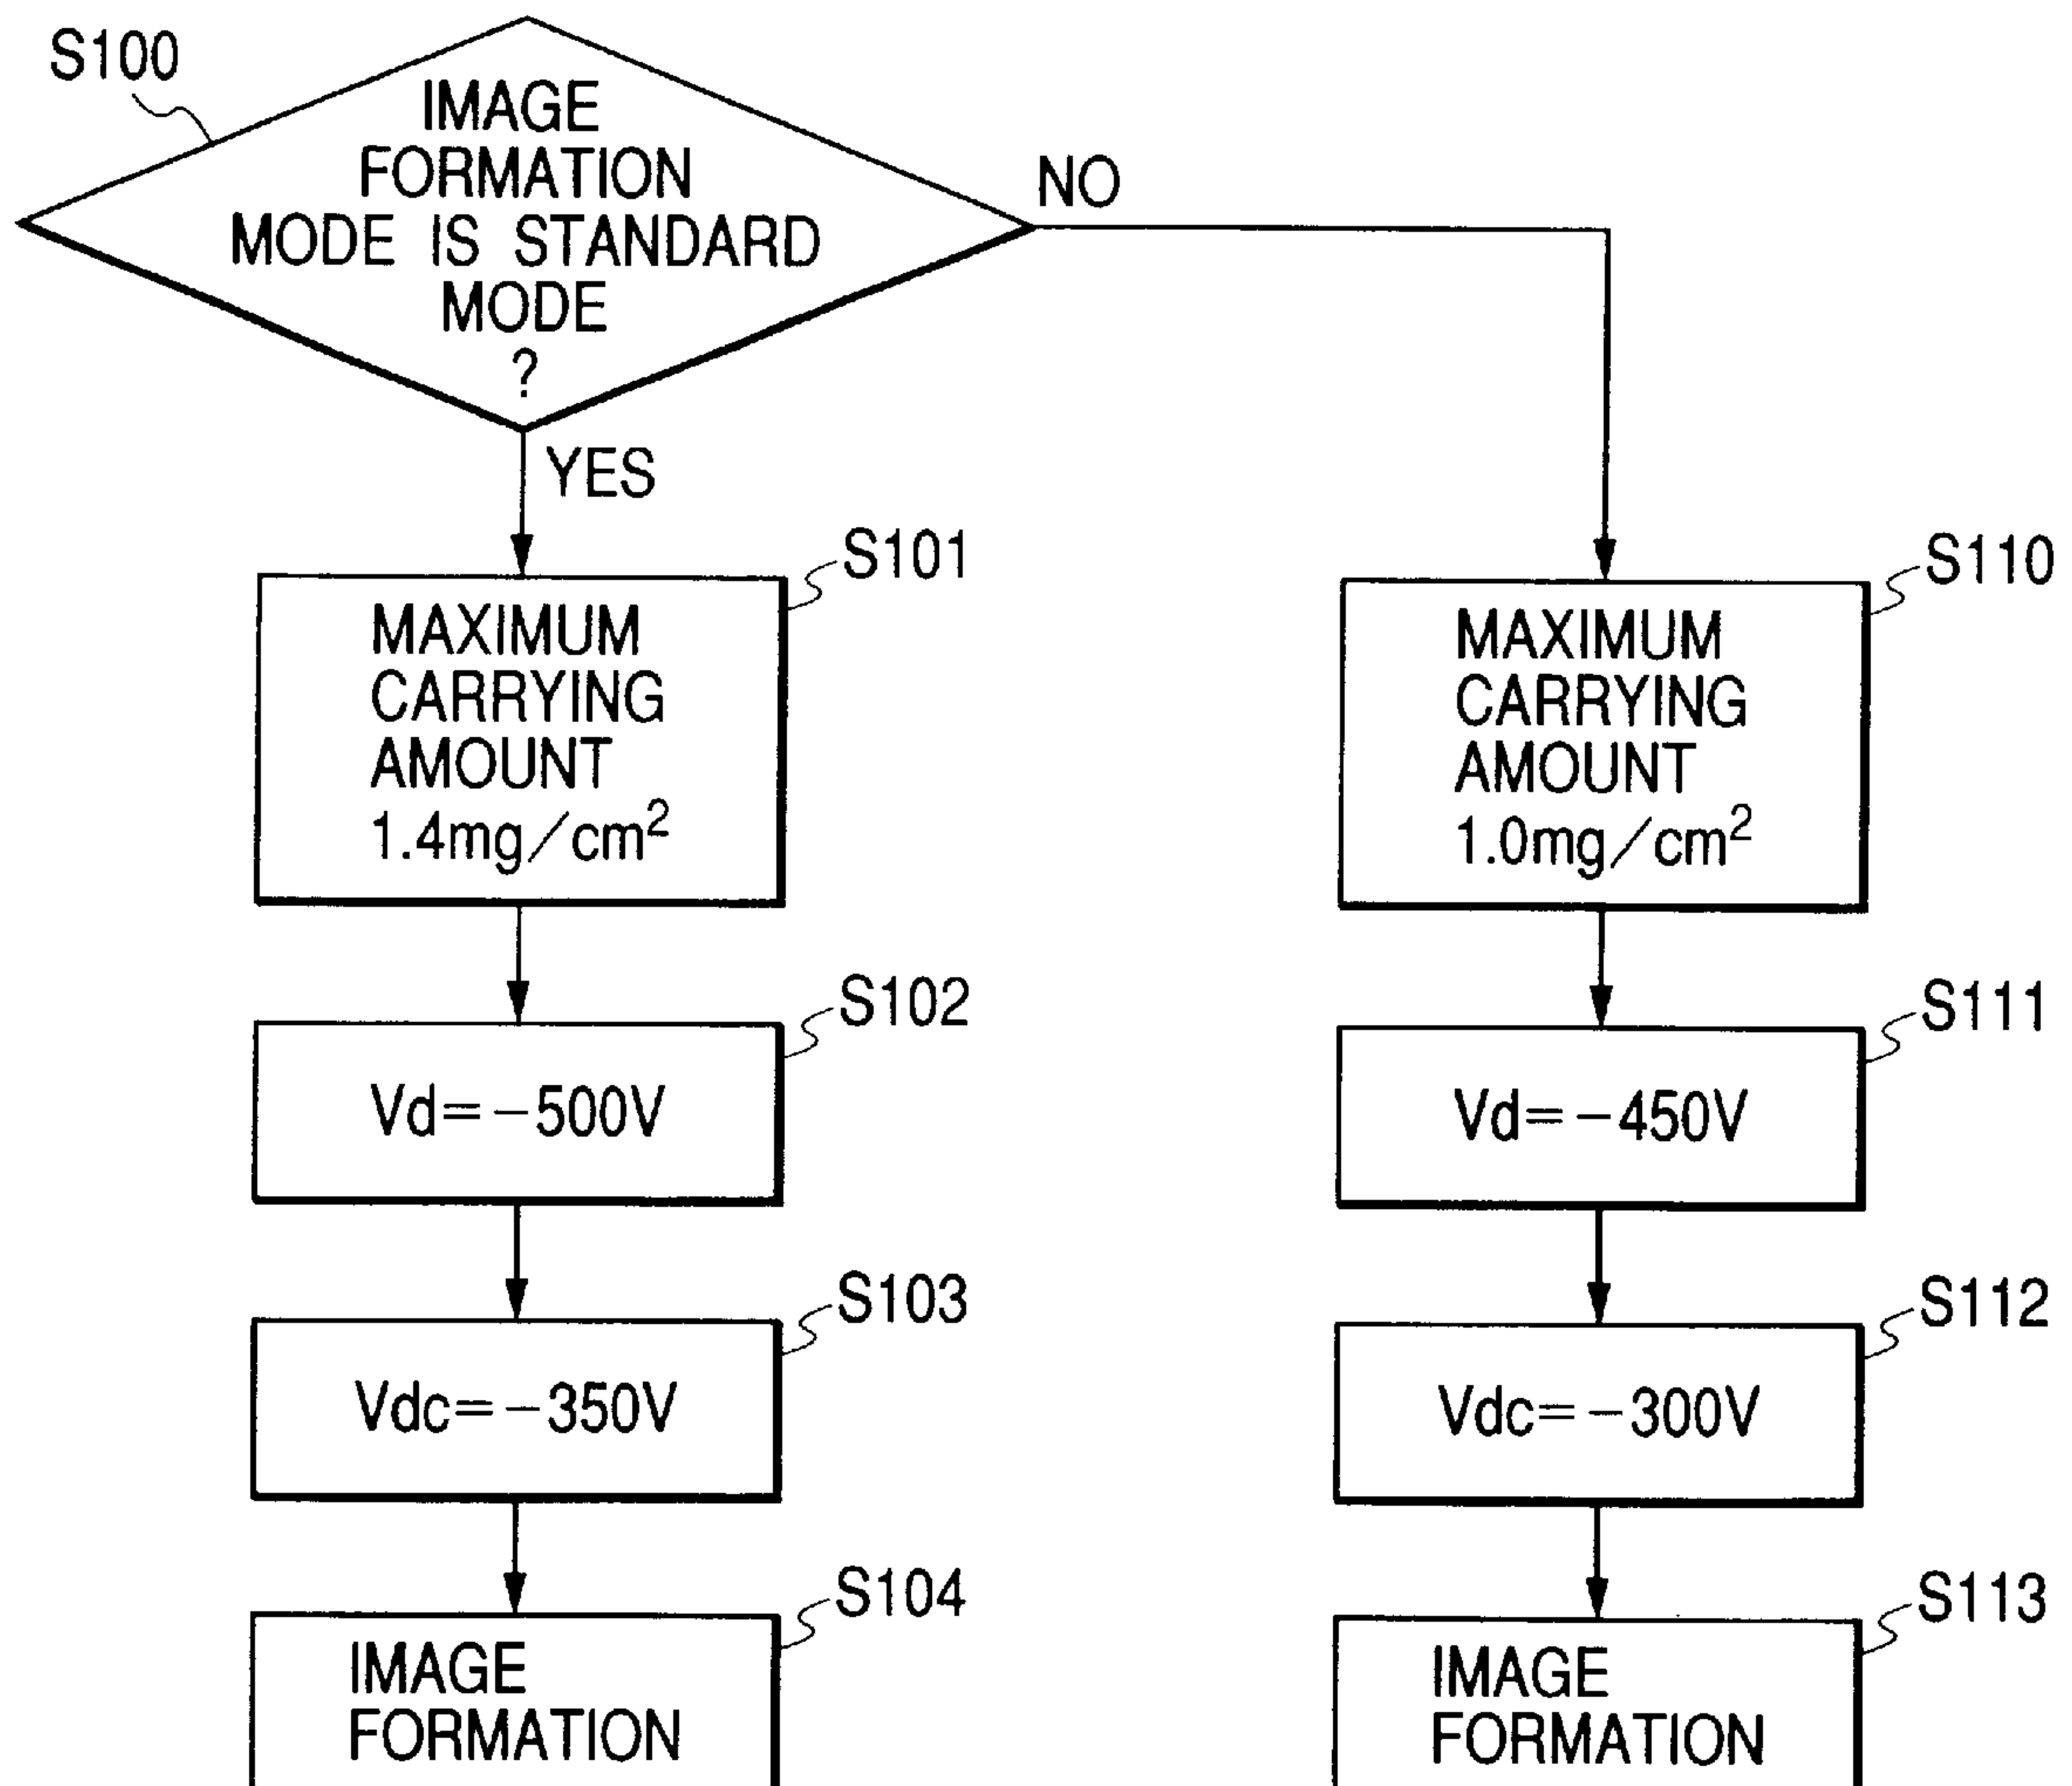 S100
IMAGE
FORMATION
MODE IS STANDARD
MODE
?
NO
YES
S101
MAXIMUM
CARRYING
AMOUNT
1.4mg/cm²
S110
MAXIMUM
CARRYING
AMOUNT
1.0mg/cm²
S102
Vd=−500V
S111
Vd=−450V
S103
Vdc=−350V
S112
Vdc=−300V
S104
IMAGE
FORMATION
S113
IMAGE
FORMATION